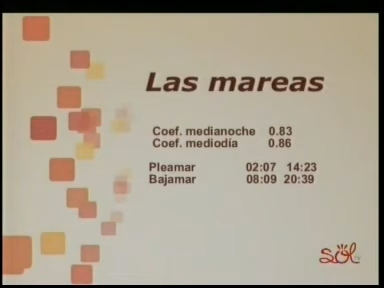 Las mareas
Coef. medianoche 0.83
Coef. mediodía 0.86
Pleamar 02:07 14:23
Bajamar 08:09 20:39
sol